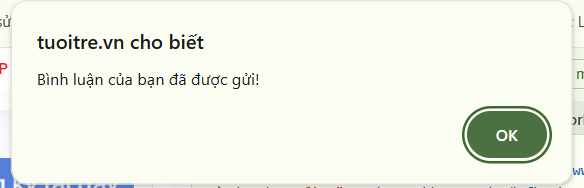 tuoitre.vn cho biết
Bình luận của bạn đã được gửi!
OK